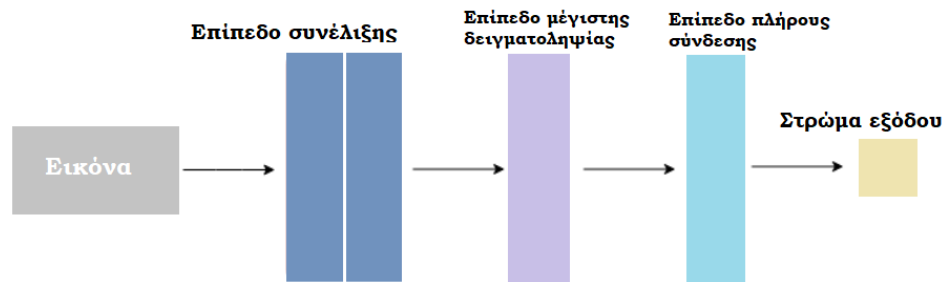 Επίπεδο συνέλιξης
Επίπεδο μέγιστης
δειγματοληψίας
Επίπεδο πλήρους
σύνδεσης
Στρώμα εξόδου
Εικόνα